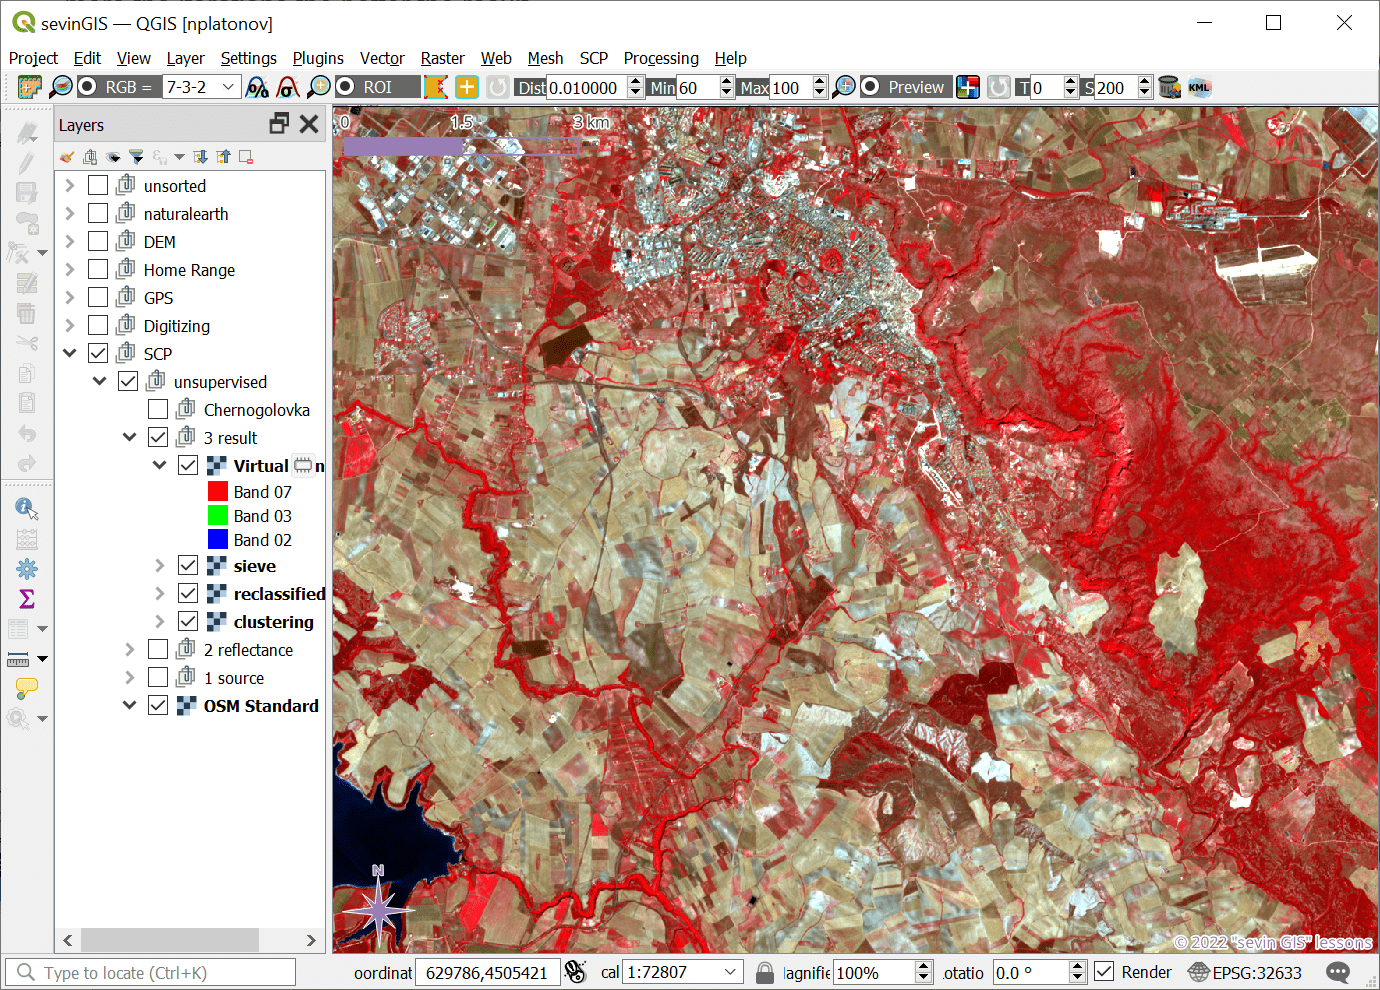 sevinGIS — QGIS [nplatonov]
Project Edit View Layer Settings Plugins Vector Raster Web Mesh SCP Processing Help
RGB = 7-3-2 ROI Dist 0.010000 Min 60 Max 100 Preview T 0 S 200 KML
Layers
0 1.5 3 km
unsorted
naturalearth
DEM
Home Range
GPS
Digitizing
SCP
unsupervised
Chernogolovka
3 result
Virtual n
Band 07
Band 03
Band 02
sieve
reclassified
clustering
2 reflectance
1 source
OSM Standard
N
© 2022 "sevin GIS" lessons
Type to locate (Ctrl+K) oordinat 629786,4505421 cal 1:72807 agnifie 100% otatio 0.0 ° Render EPSG:32633